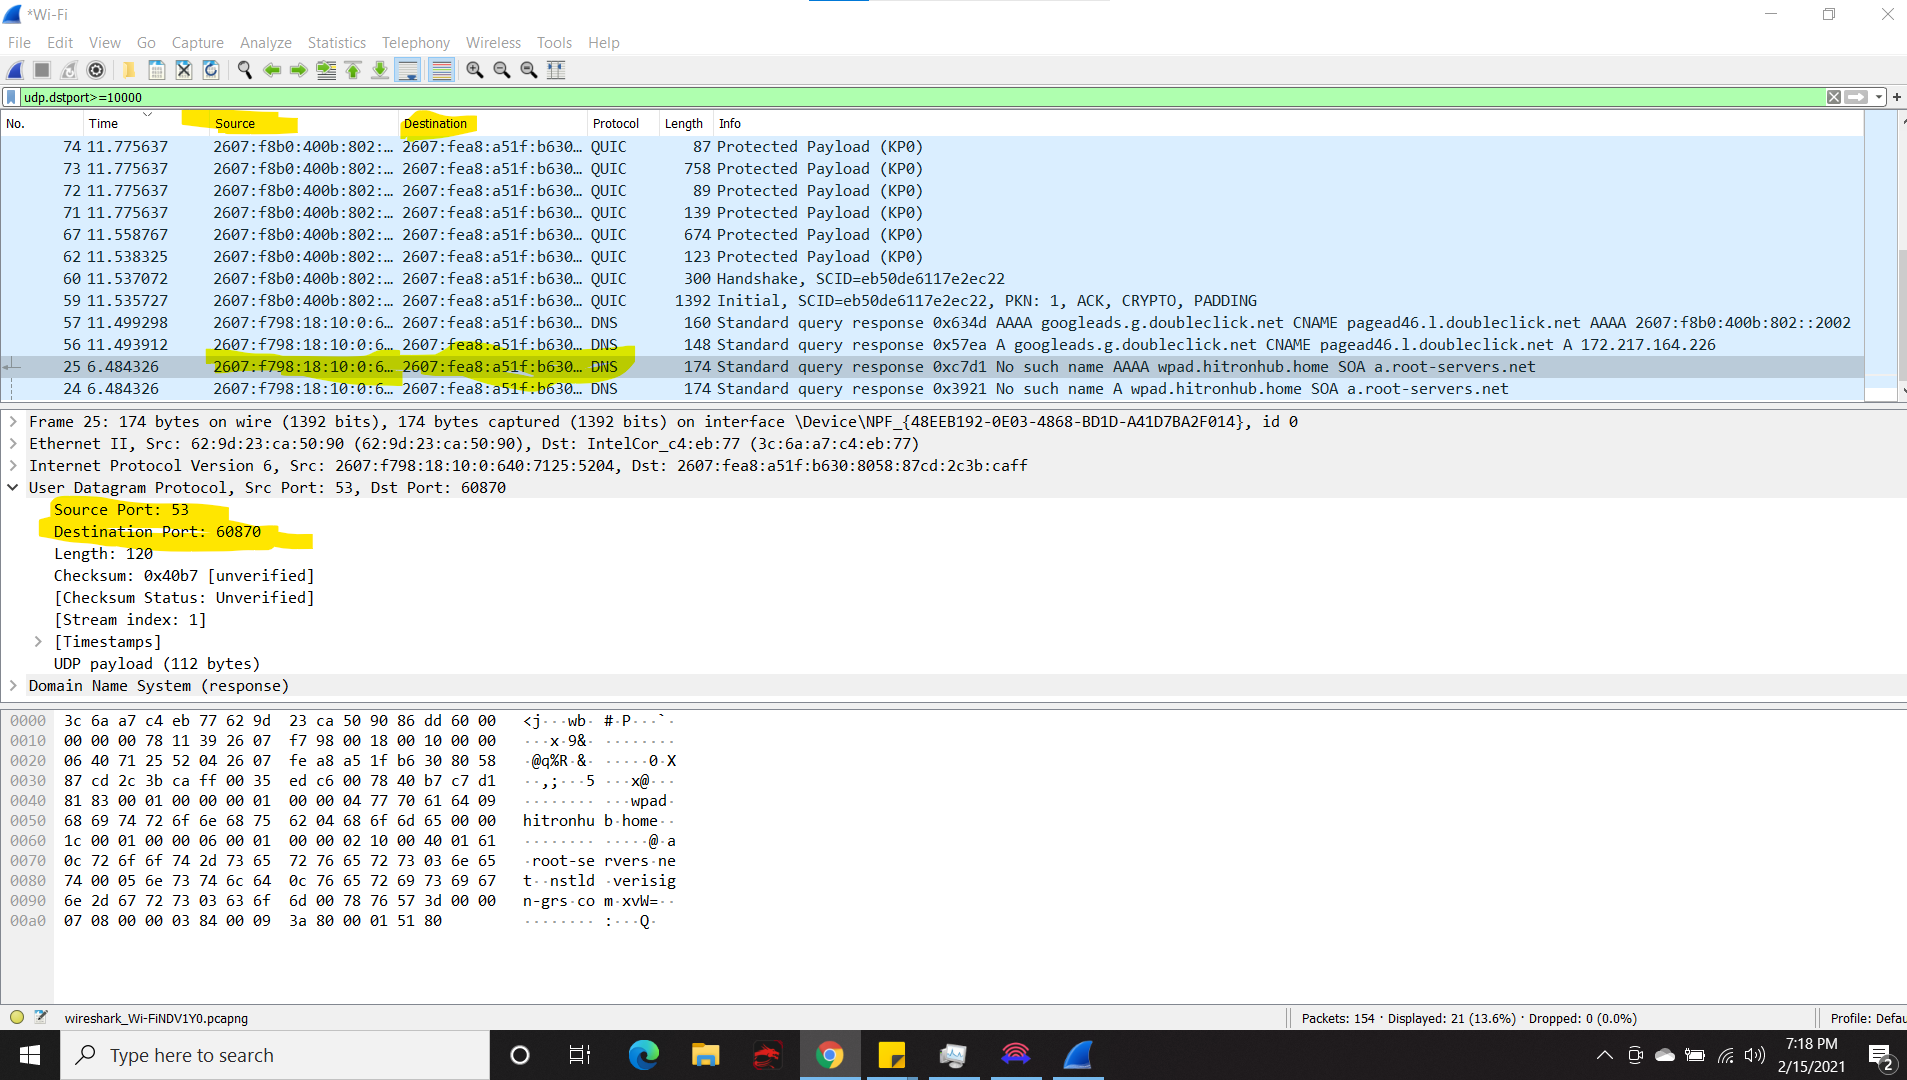 *Wi-Fi
File Edit View Go Capture Analyze Statistics Telephony Wireless Tools Help
udp.dstport>=10000
No. Time Source Destination Protocol Length Info
74 11.775637 2607:f8b0:400b:802:… 2607:fea8:a51f:b630… QUIC 87 Protected Payload (KP0)
73 11.775637 2607:f8b0:400b:802:… 2607:fea8:a51f:b630… QUIC 758 Protected Payload (KP0)
72 11.775637 2607:f8b0:400b:802:… 2607:fea8:a51f:b630… QUIC 89 Protected Payload (KP0)
71 11.775637 2607:f8b0:400b:802:… 2607:fea8:a51f:b630… QUIC 139 Protected Payload (KP0)
67 11.558767 2607:f8b0:400b:802:… 2607:fea8:a51f:b630… QUIC 674 Protected Payload (KP0)
62 11.538325 2607:f8b0:400b:802:… 2607:fea8:a51f:b630… QUIC 123 Protected Payload (KP0)
60 11.537072 2607:f8b0:400b:802:… 2607:fea8:a51f:b630… QUIC 300 Handshake, SCID=eb50de6117e2ec22
59 11.535727 2607:f8b0:400b:802:… 2607:fea8:a51f:b630… QUIC 1392 Initial, SCID=eb50de6117e2ec22, PKN: 1, ACK, CRYPTO, PADDING
57 11.499298 2607:f798:18:10:0:6… 2607:fea8:a51f:b630… DNS 160 Standard query response 0x634d AAAA googleads.g.doubleclick.net CNAME pagead46.l.doubleclick.net AAAA 2607:f8b0:400b:802::2002
56 11.493912 2607:f798:18:10:0:6… 2607:fea8:a51f:b630… DNS 148 Standard query response 0x57ea A googleads.g.doubleclick.net CNAME pagead46.l.doubleclick.net A 172.217.164.226
25 6.484326 2607:f798:18:10:0:6… 2607:fea8:a51f:b630… DNS 174 Standard query response 0xc7d1 No such name AAAA wpad.hitronhub.home SOA a.root-servers.net
24 6.484326 2607:f798:18:10:0:6… 2607:fea8:a51f:b630… DNS 174 Standard query response 0x3921 No such name A wpad.hitronhub.home SOA a.root-servers.net
Frame 25: 174 bytes on wire (1392 bits), 174 bytes captured (1392 bits) on interface \Device\NPF_{48EEB192-0E03-4868-BD1D-A41D7BA2F014}, id 0
Ethernet II, Src: 62:9d:23:ca:50:90 (62:9d:23:ca:50:90), Dst: IntelCor_c4:eb:77 (3c:6a:a7:c4:eb:77)
Internet Protocol Version 6, Src: 2607:f798:18:10:0:640:7125:5204, Dst: 2607:fea8:a51f:b630:8058:87cd:2c3b:caff
User Datagram Protocol, Src Port: 53, Dst Port: 60870
Source Port: 53
Destination Port: 60870
Length: 120
Checksum: 0x40b7 [unverified]
[Checksum Status: Unverified]
[Stream index: 1]
[Timestamps]
UDP payload (112 bytes)
Domain Name System (response)
0000 3c 6a a7 c4 eb 77 62 9d 23 ca 50 90 86 dd 60 00 <j···wb· #·P···`·
0010 00 00 00 78 11 39 26 07 f7 98 00 18 00 10 00 00 ···x·9&· ········
0020 06 40 71 25 52 04 26 07 fe a8 a5 1f b6 30 80 58 ·@q%R·&· ·····0·X
0030 87 cd 2c 3b ca ff 00 35 ed c6 00 78 40 b7 c7 d1 ··,;···5 ···x@···
0040 81 83 00 01 00 00 00 01 00 00 04 77 70 61 64 09 ········ ···wpad·
0050 68 69 74 72 6f 6e 68 75 62 04 68 6f 6d 65 00 00 hitronhu b·home··
0060 1c 00 01 00 00 06 00 01 00 00 02 10 00 40 01 61 ········ ·····@·a
0070 0c 72 6f 6f 74 2d 73 65 72 76 65 72 73 03 6e 65 ·root-se rvers·ne
0080 74 00 05 6e 73 74 6c 64 0c 76 65 72 69 73 69 67 t··nstld ·verisig
0090 6e 2d 67 72 73 03 63 6f 6d 00 78 76 57 3d 00 00 n-grs·co m·xvW=··
00a0 07 08 00 00 03 84 00 09 3a 80 00 01 51 80 ········ :···Q·
wireshark_Wi-FiNDV1Y0.pcapng Packets: 154 · Displayed: 21 (13.6%) · Dropped: 0 (0.0%) Profile: Defau
Type here to search
7:18 PM
2/15/2021
2